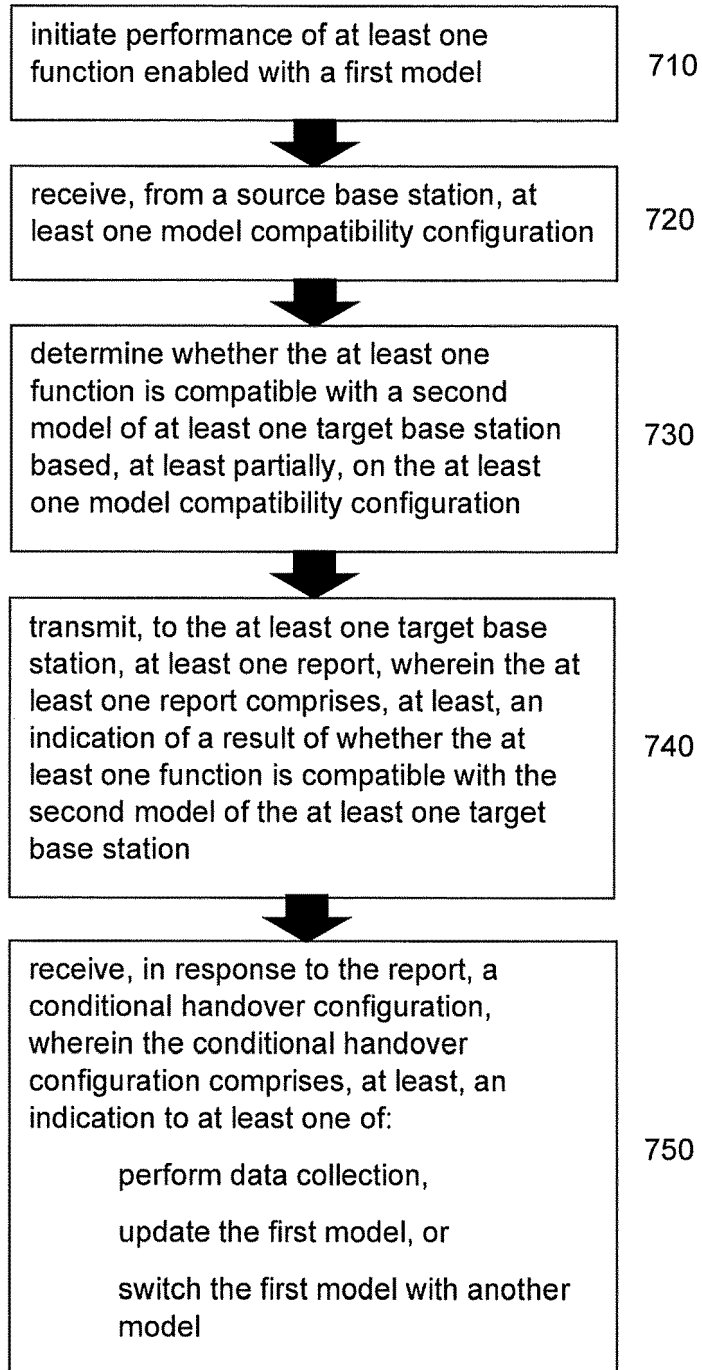 initiate performance of at least one
function enabled with a first model
710
receive, from a source base station, at
least one model compatibility configuration
720
determine whether the at least one
function is compatible with a second
model of at least one target base station
based, at least partially, on the at least
one model compatibility configuration
730
transmit, to the at least one target base
station, at least one report, wherein the at
least one report comprises, at least, an
indication of a result of whether the at
least one function is compatible with the
second model of the at least one target
base station
740
receive, in response to the report, a
conditional handover configuration,
wherein the conditional handover
configuration comprises, at least, an
indication to at least one of:
perform data collection,
update the first model, or
switch the first model with another
model
750